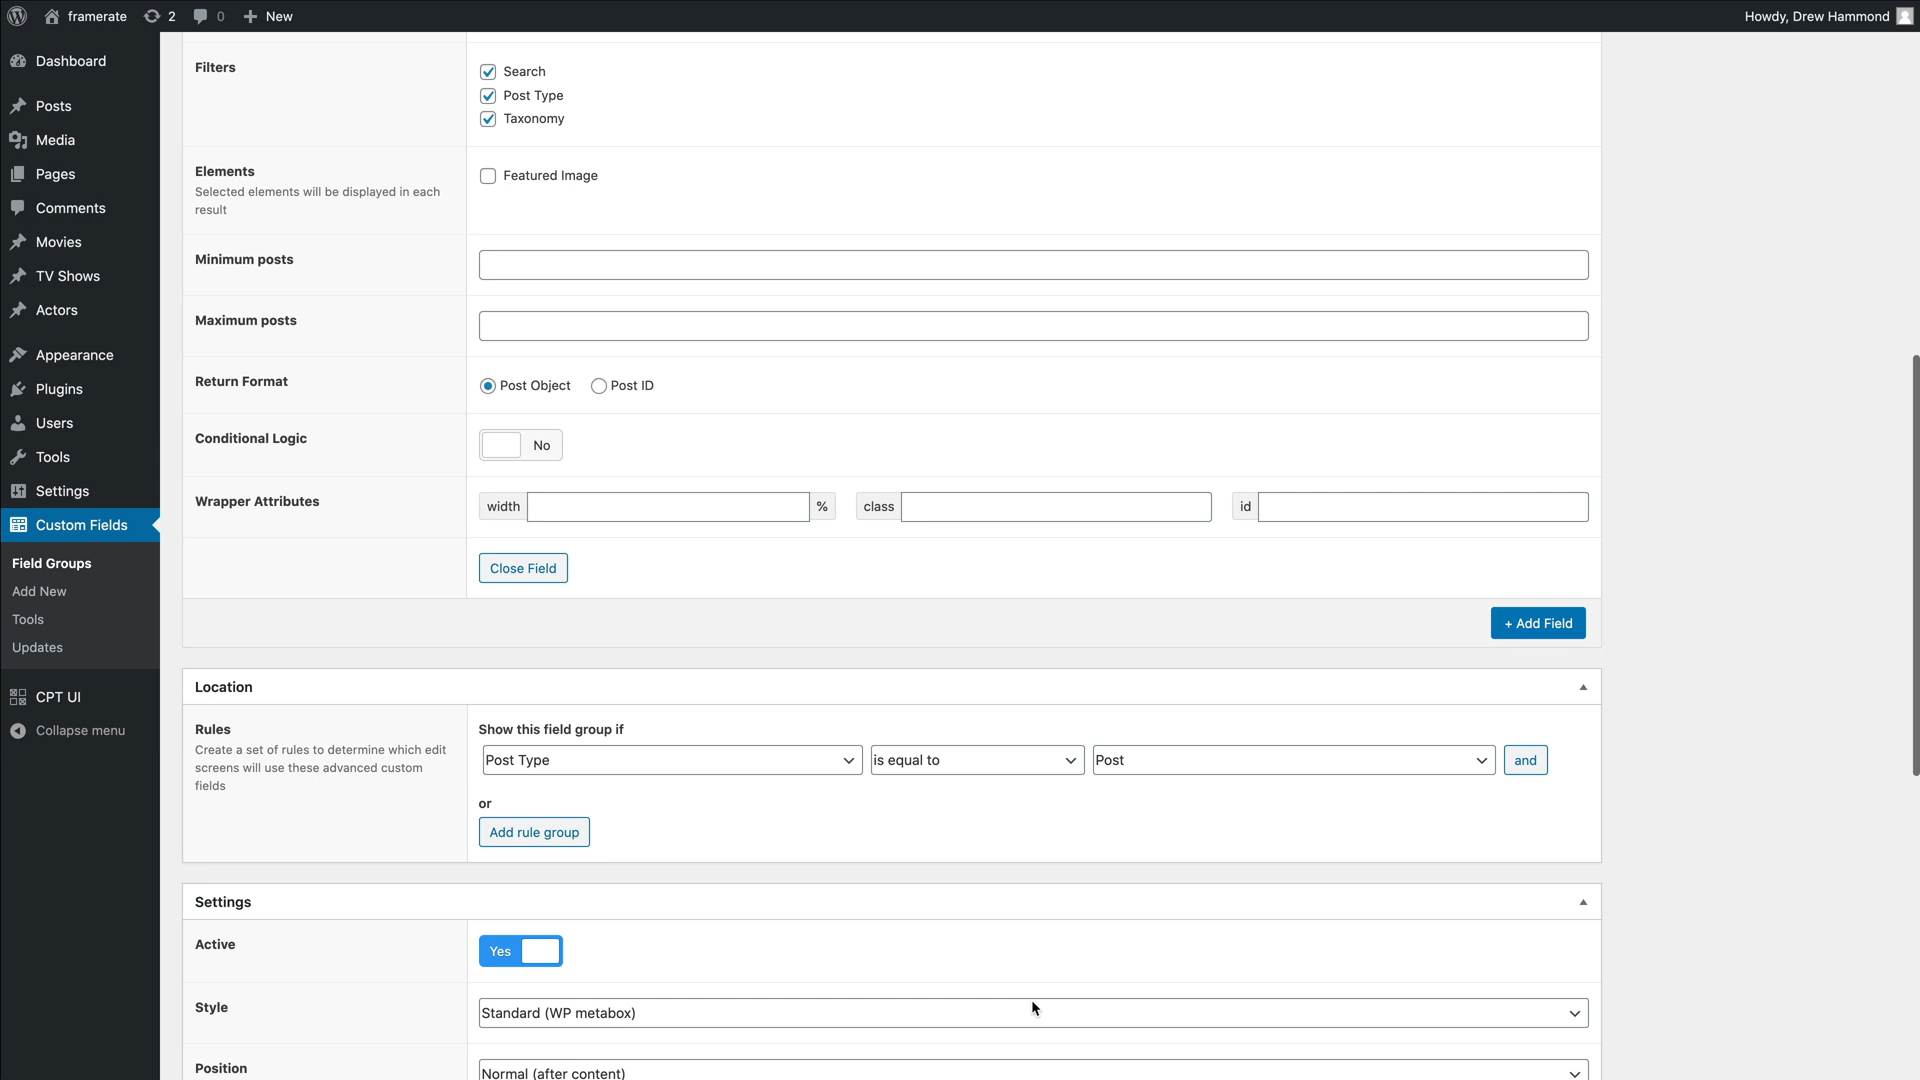 framerate 2 0 + New Howdy, Drew Hammond
Dashboard
Posts
Media
Pages
Comments
Movies
TV Shows
Actors
Appearance
Plugins
Users
Tools
Settings
Custom Fields
Field Groups
Add New
Tools
Updates
CPT UI
Collapse menu
Filters
Search
Post Type
Taxonomy
Elements
Selected elements will be displayed in each
result
Featured Image
Minimum posts
Maximum posts
Return Format
Post Object Post ID
Conditional Logic
No
Wrapper Attributes
width % class id
Close Field
+ Add Field
Location
Rules
Create a set of rules to determine which edit
screens will use these advanced custom
fields
Show this field group if
Post Type is equal to Post and
or
Add rule group
Settings
Active
Yes
Style
Standard (WP metabox)
Position
Normal (after content)